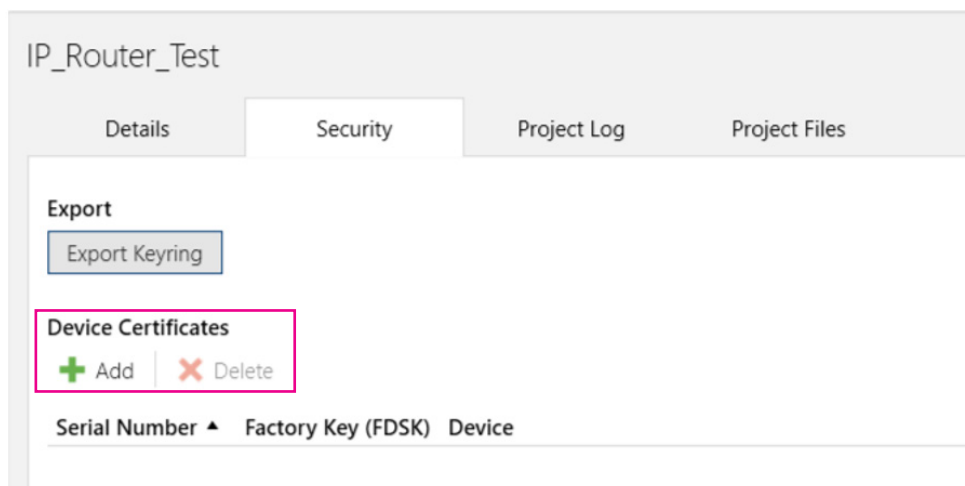 IP_Router_Test
Details Security Project Log Project Files
Export
Export Keyring
Device Certificates
Add Delete
Serial Number Factory Key (FDSK) Device